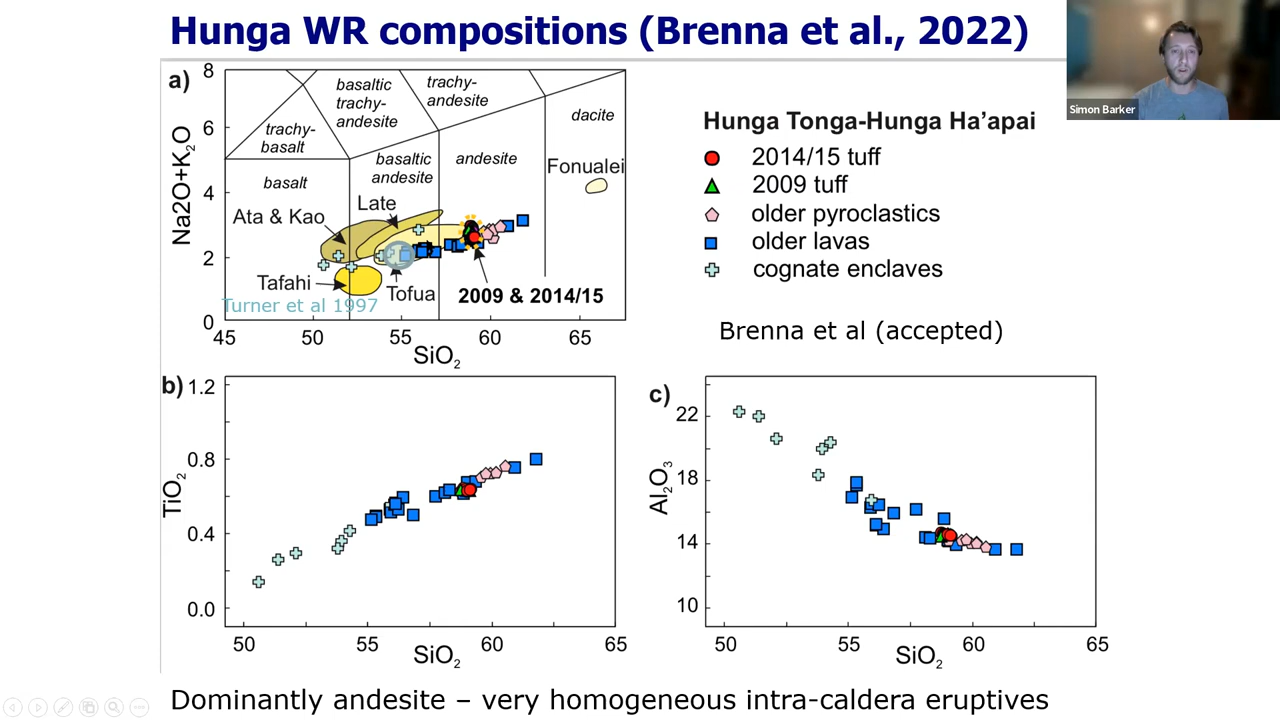 Hunga WR compositions (Brenna et al., 2022)
Simon Barker
a)
8
6
4
2
0
Na2O+K₂O
45
50
55
60
65
SiO₂
trachy-
basalt
basaltic
trachy-
andesite
trachy-
andesite
dacite
basalt
basaltic
andesite
andesite
Fonualei
Late
Ata & Kao
Tafahi
Tofua
2009 & 2014/15
Turner et al 1997
Hunga Tonga-Hunga Ha’apai
2014/15 tuff
2009 tuff
older pyroclastics
older lavas
cognate enclaves
Brenna et al (accepted)
b)
1.2
0.8
0.4
0.0
TiO₂
50
55
60
65
SiO₂
c)
22
18
14
10
Al₂O₃
50
55
60
65
SiO₂
Dominantly andesite – very homogeneous intra-caldera eruptives